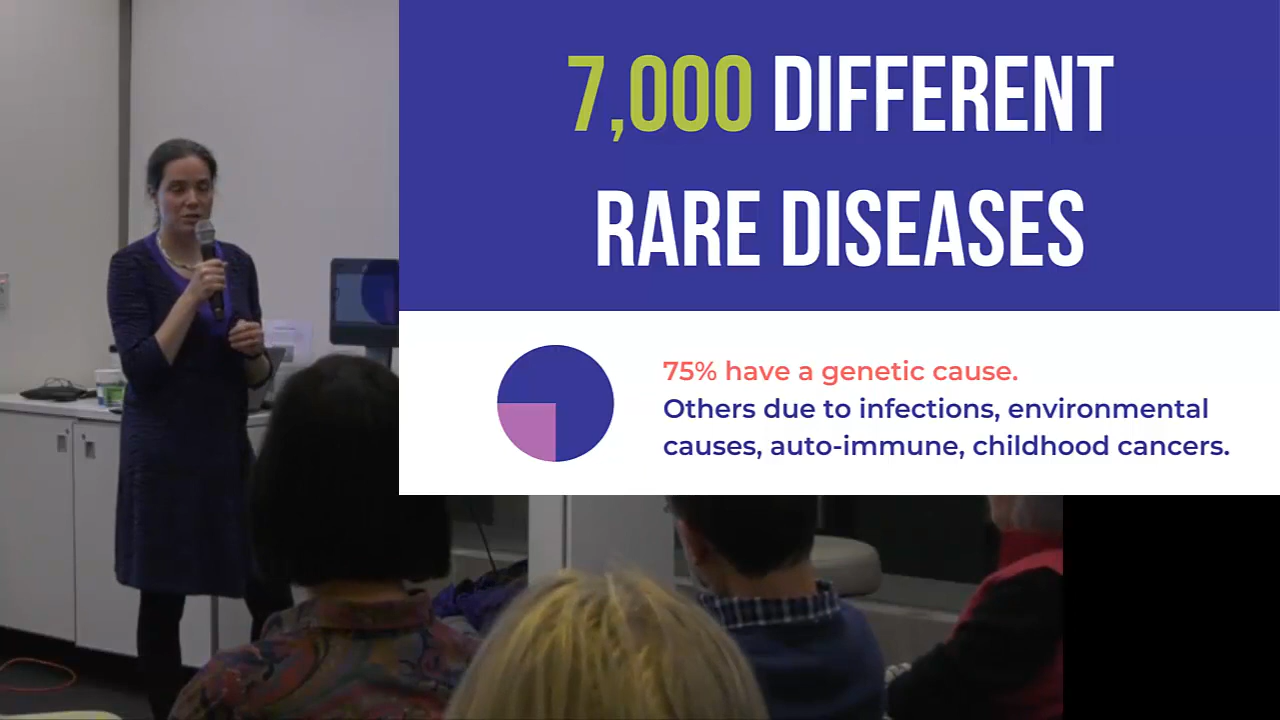 7,000 DIFFERENT
RARE DISEASES
75% have a genetic cause.
Others due to infections, environmental
causes, auto-immune, childhood cancers.